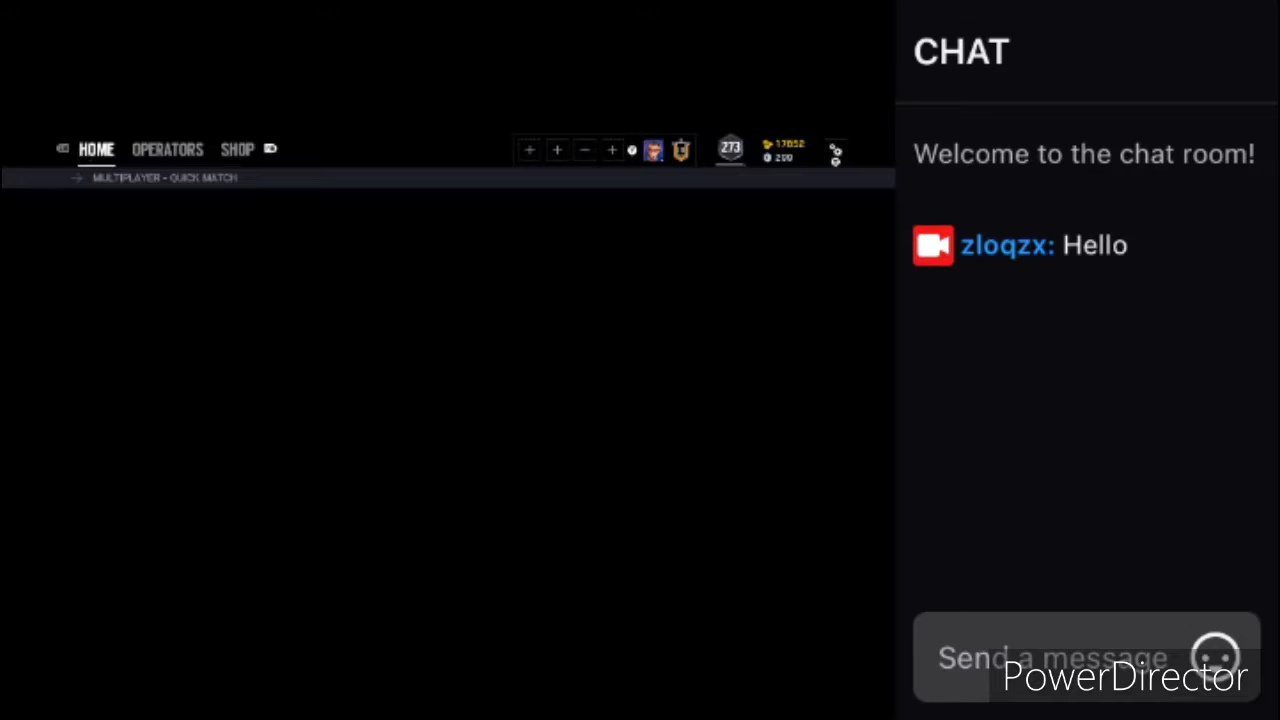 HOME OPERATORS SHOP
273
17852
200
MULTIPLAYER - QUICK MATCH
CHAT
Welcome to the chat room!
zloqzx: Hello
Send a message
PowerDirector